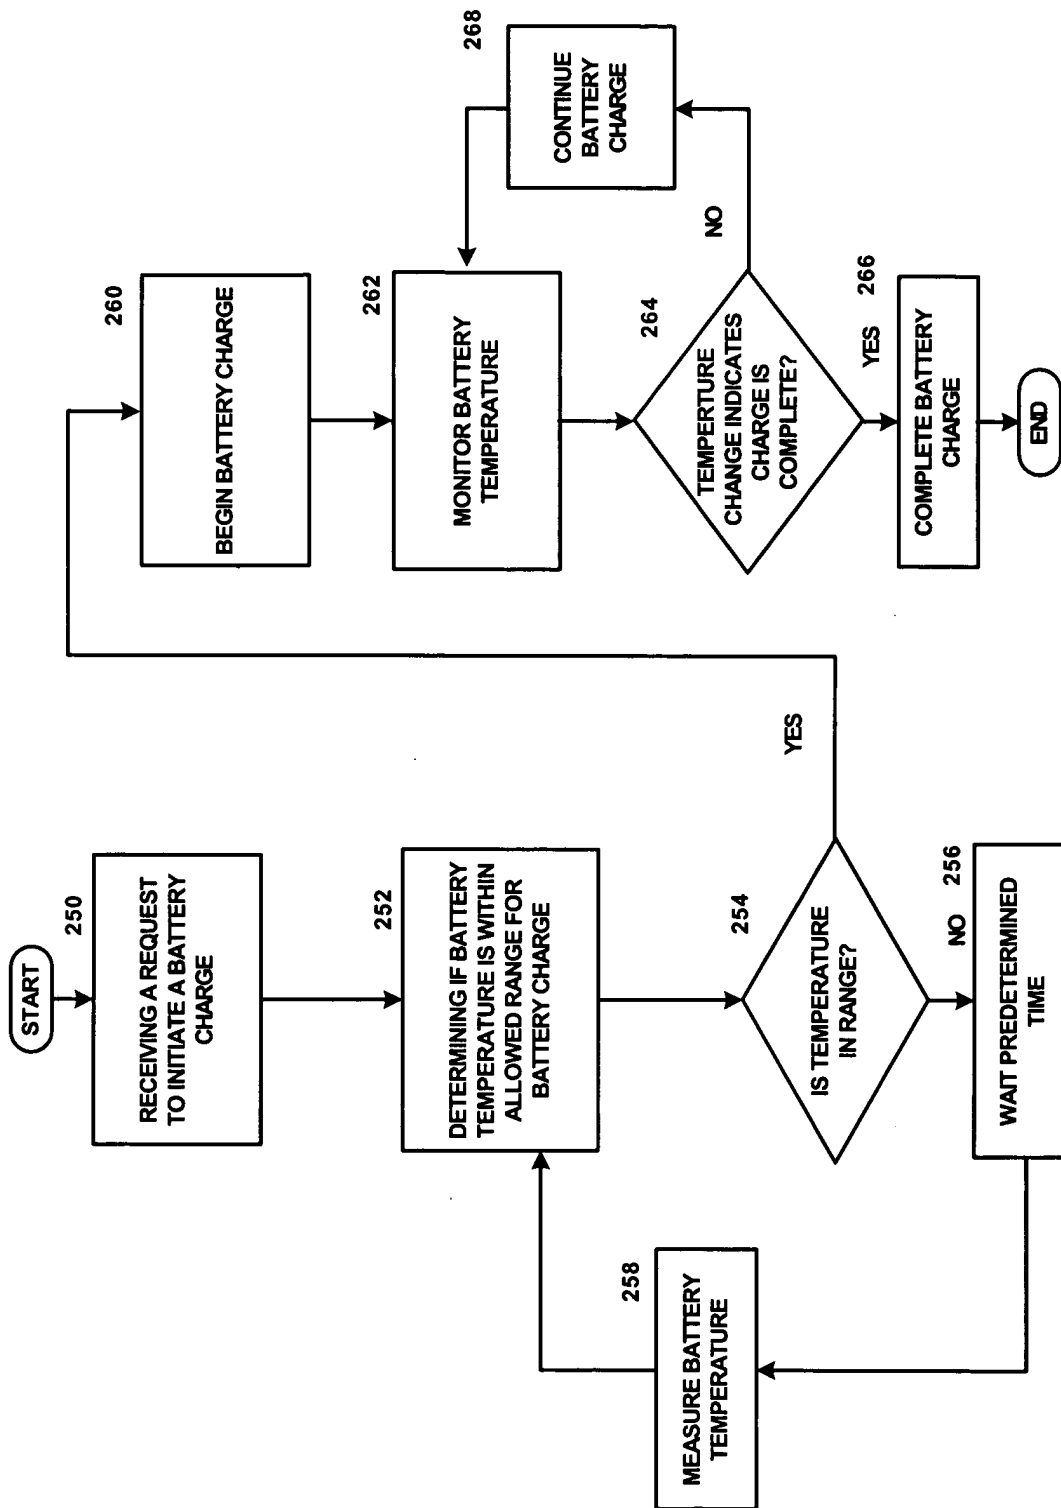 START
250
RECEIVING A REQUEST
TO INITIATE A BATTERY
CHARGE
252
DETERMINING IF BATTERY
TEMPERATURE IS WITHIN
ALLOWED RANGE FOR
BATTERY CHARGE
254
IS TEMPERATURE
IN RANGE?
YES
NO
256
WAIT PREDETERMINED
TIME
258
MEASURE BATTERY
TEMPERATURE
260
BEGIN BATTERY CHARGE
262
MONITOR BATTERY
TEMPERATURE
264
TEMPERTURE
CHANGE INDICATES
CHARGE IS
COMPLETE?
NO
268
CONTINUE
BATTERY
CHARGE
YES
266
COMPLETE BATTERY
CHARGE
END